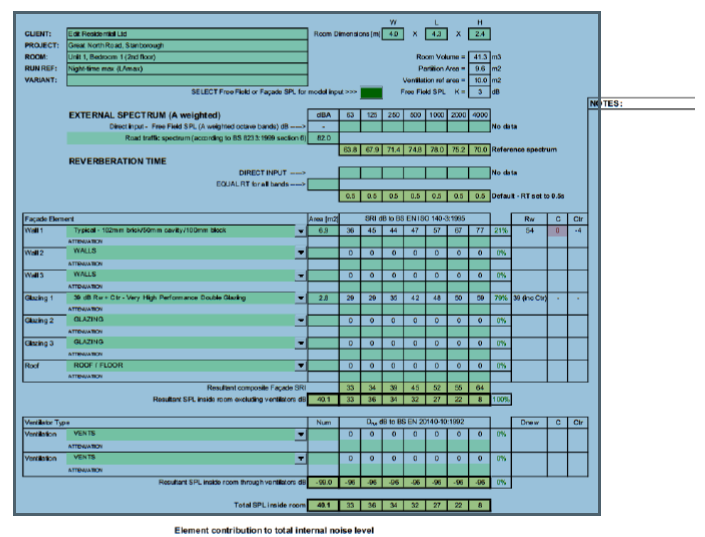 W L H
CLIENT: Edit Residential Ltd Room Dimensions [m] 4.0 X 4.3 X 2.4
PROJECT: Great North Road, Stanborough
ROOM: Unit 1, Bedroom 1 (2nd floor) Room Volume = 41.3 m3
RUN REF: Night-time max (LAmax) Partition Area = 9.6 m2
VARIANT: Ventilation ref area = 10.0 m2
SELECT Free Field or Façade SPL for model input >>> Free Field SPL K = 3 dB
NOTES:
EXTERNAL SPECTRUM (A weighted) dBA 63 125 250 500 1000 2000 4000
Direct input - Free Field SPL (A weighted octave bands) dB ----> - No data
Road traffic spectrum (according to BS 8233:1999 section 6) 82.0
63.8 67.9 71.4 74.8 78.0 75.2 70.0 Reference spectrum
REVERBERATION TIME
DIRECT INPUT ----> No data
EQUAL RT for all bands ---->
0.5 0.5 0.5 0.5 0.5 0.5 0.5 Default - RT set to 0.5s
Façade Element Area [m2] SRI dB to BS EN ISO 140-3:1995 Rw C Ctr
Wall 1 Typical - 102mm brick/50mm cavity/100mm block 6.8 36 45 44 47 57 67 77 21% 54 0 -4
ATTENUATION
Wall 2 WALLS 0 0 0 0 0 0 0 0%
ATTENUATION
Wall 3 WALLS 0 0 0 0 0 0 0 0%
ATTENUATION
Glazing 1 39 dB Rw + Ctr - Very High Performance Double Glazing 2.8 29 29 35 42 48 50 59 79% 39 (inc Ctr) - -
ATTENUATION
Glazing 2 GLAZING 0 0 0 0 0 0 0 0%
ATTENUATION
Glazing 3 GLAZING 0 0 0 0 0 0 0 0%
ATTENUATION
Roof ROOF / FLOOR 0 0 0 0 0 0 0 0%
ATTENUATION
Resultant composite Façade SRI 33 34 39 45 52 55 64
Resultant SPL inside room excluding ventilators dB 40.1 33 36 34 32 27 22 8 100%
Ventilator Type Num Dne dB to BS EN 20140-10:1992 Dnew C Ctr
Ventilation VENTS 0 0 0 0 0 0 0 0%
ATTENUATION
Ventilation VENTS 0 0 0 0 0 0 0 0%
ATTENUATION
Resultant SPL inside room through ventilators dB -90.0 -96 -96 -96 -96 -96 -96 -96 0%
Total SPL inside room 40.1 33 36 34 32 27 22 8
Element contribution to total internal noise level